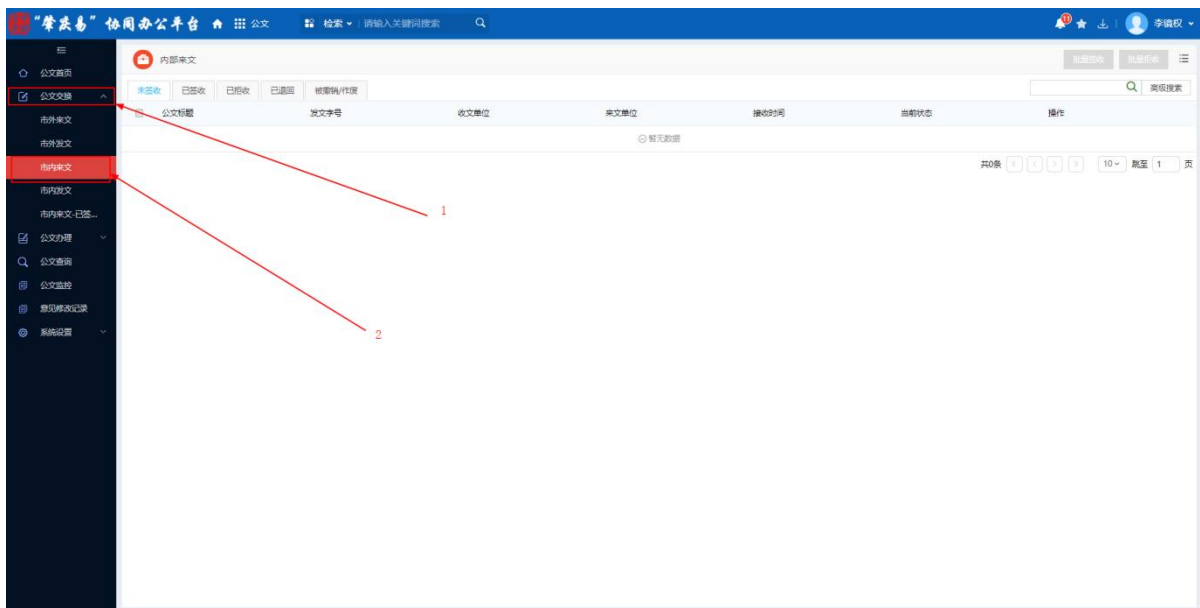 “肇庆易”协同办公平台 公文 检索 请输入关键词搜索 11 李镇权
公文首页
公文交换
市外来文
市外发文
市内来文
市内发文
市内来文-已签...
公文办理
公文查询
公文监控
意见修改记录
系统设置
内部来文 批量签收 批量拒收
未签收 已签收 已拒收 已退回 被撤销/作废 高级搜索
公文标题 发文字号 收文单位 来文单位 接收时间 当前状态 操作
暂无数据
共0条 10 跳至 1 页
1
2